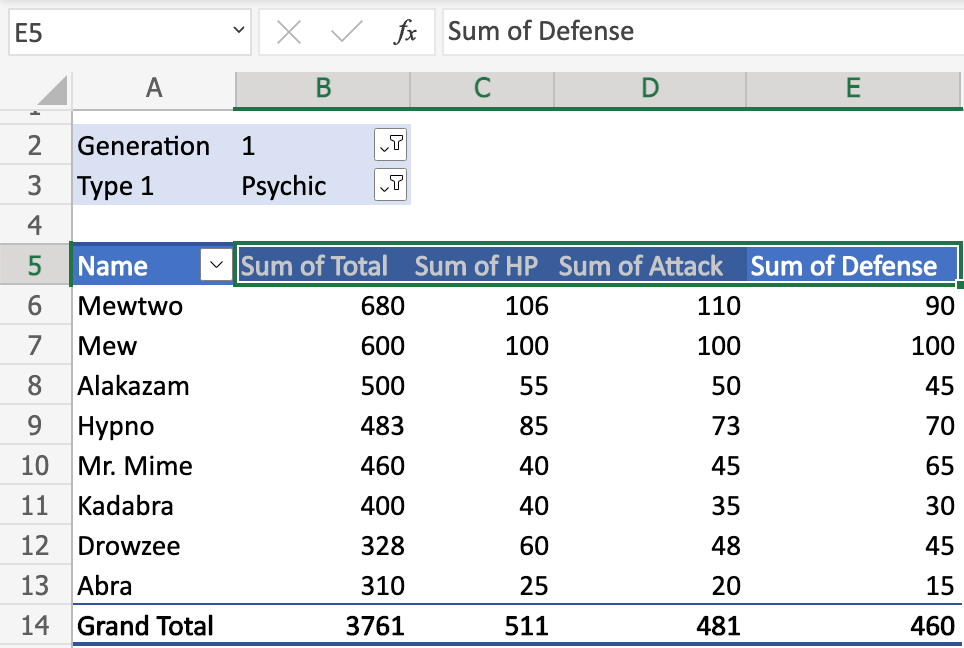 E5 fx Sum of Defense
A B C D E
1
2 Generation 1
3 Type 1 Psychic
4
5 Name Sum of Total Sum of HP Sum of Attack Sum of Defense
6 Mewtwo 680 106 110 90
7 Mew 600 100 100 100
8 Alakazam 500 55 50 45
9 Hypno 483 85 73 70
10 Mr. Mime 460 40 45 65
11 Kadabra 400 40 35 30
12 Drowzee 328 60 48 45
13 Abra 310 25 20 15
14 Grand Total 3761 511 481 460